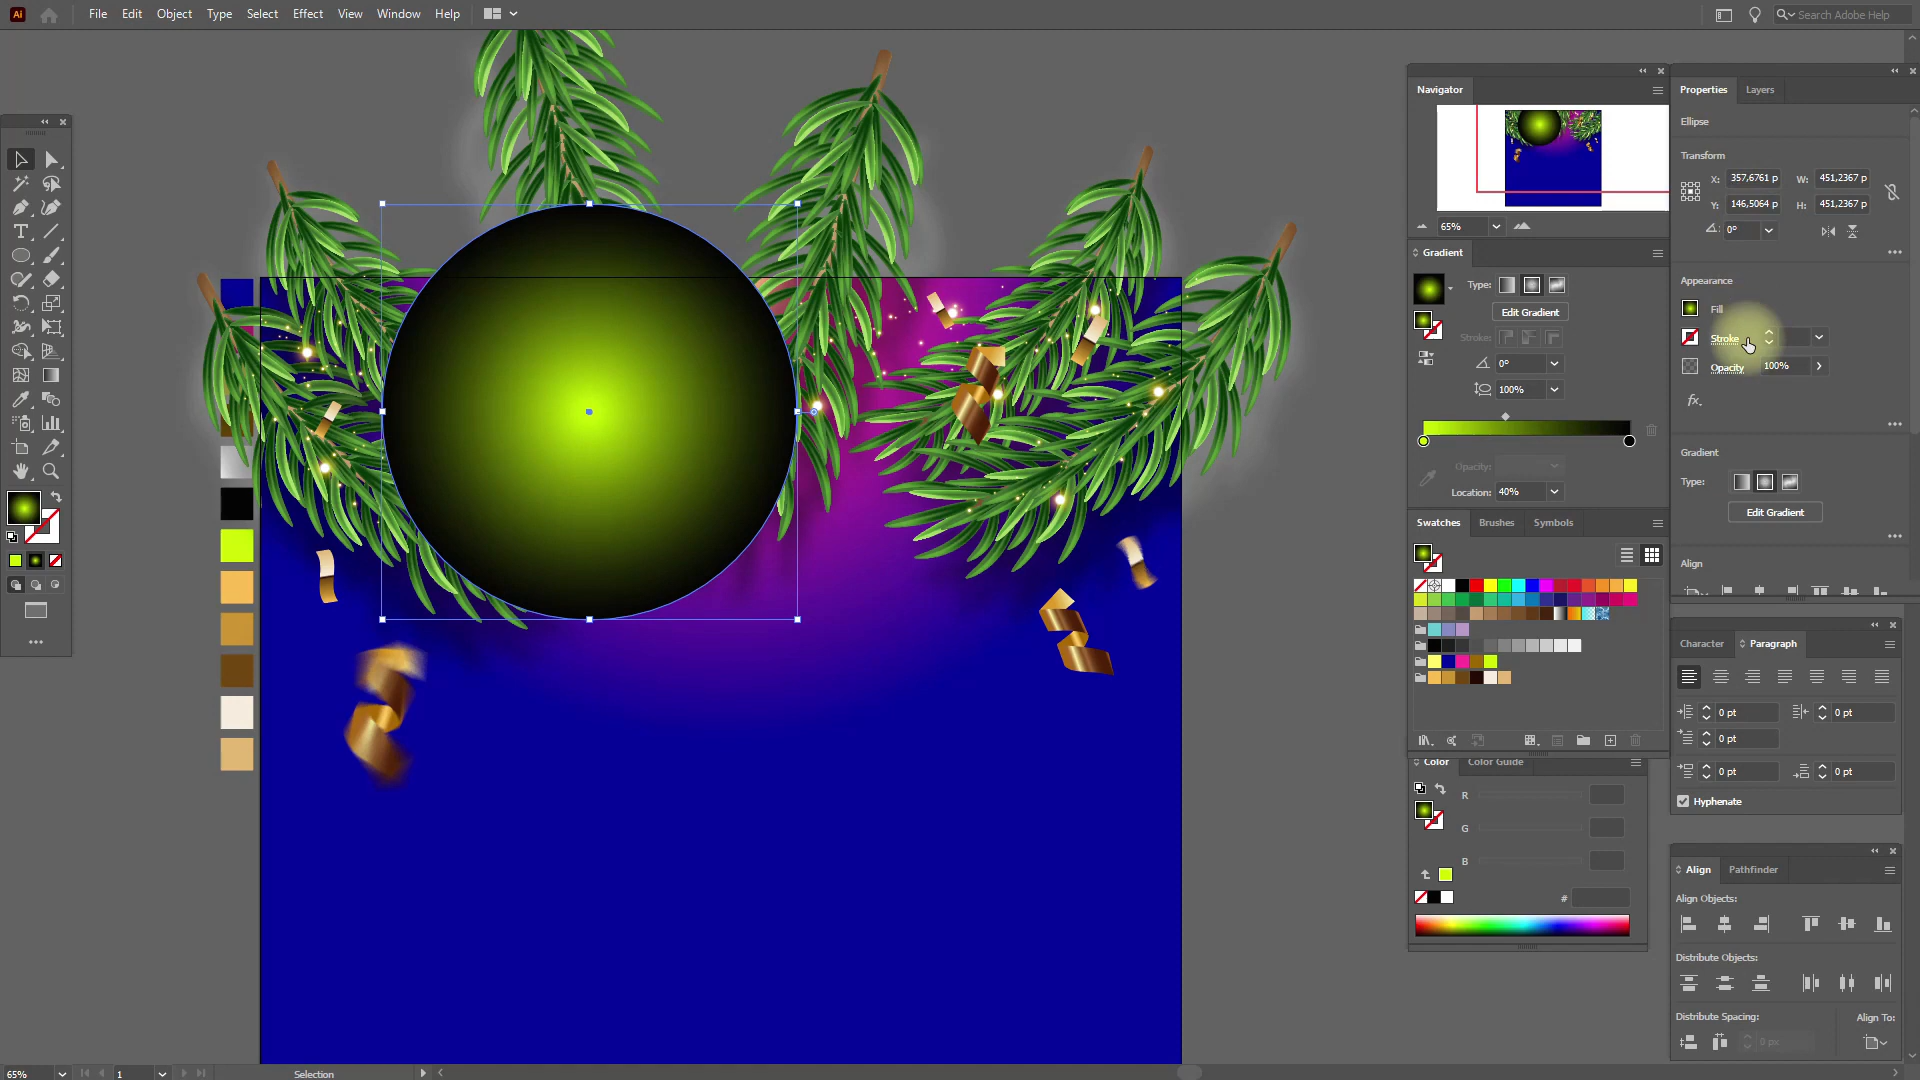 Ai File Edit Object Type Select Effect View Window Help Search Adobe Help
Navigator
65%
Gradient
Type:
Edit Gradient
Stroke:
0°
100%
Opacity:
Location: 40%
Swatches Brushes Symbols
Color Color Guide
R
G
B
#
Properties Layers
Ellipse
Transform
X: 357,6761 p W: 451,2367 p
Y: 146,5064 p H: 451,2367 p
0°
Appearance
Fill
Stroke
Opacity 100%
fx.
Gradient
Type:
Edit Gradient
Align
Character Paragraph
0 pt 0 pt
0 pt
0 pt 0 pt
Hyphenate
Align Pathfinder
Align Objects:
Distribute Objects:
Distribute Spacing: Align To:
0 px
65% 1 Selection